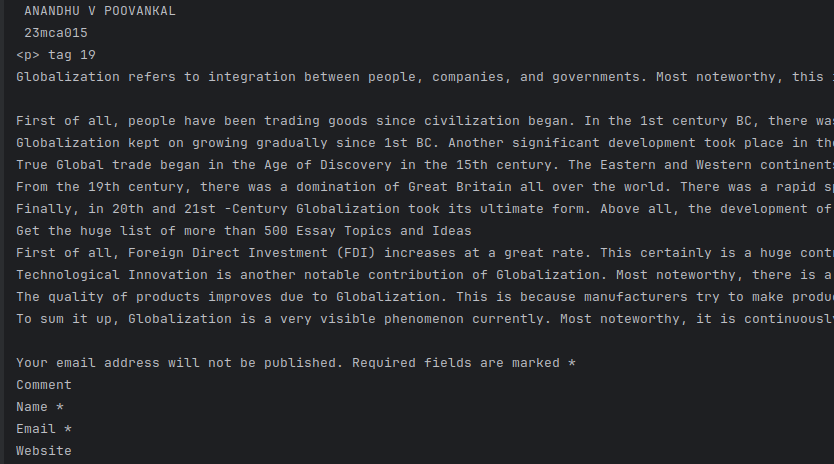 ANANDHU V POOVANKAL
23mca015
<p> tag 19
Globalization refers to integration between people, companies, and governments. Most noteworthy, this
First of all, people have been trading goods since civilization began. In the 1st century BC, there was
Globalization kept on growing gradually since 1st BC. Another significant development took place in the
True Global trade began in the Age of Discovery in the 15th century. The Eastern and Western continents
From the 19th century, there was a domination of Great Britain all over the world. There was a rapid sp
Finally, in 20th and 21st -Century Globalization took its ultimate form. Above all, the development of
Get the huge list of more than 500 Essay Topics and Ideas
First of all, Foreign Direct Investment (FDI) increases at a great rate. This certainly is a huge contr
Technological Innovation is another notable contribution of Globalization. Most noteworthy, there is a
The quality of products improves due to Globalization. This is because manufacturers try to make produc
To sum it up, Globalization is a very visible phenomenon currently. Most noteworthy, it is continuously
Your email address will not be published. Required fields are marked *
Comment
Name *
Email *
Website